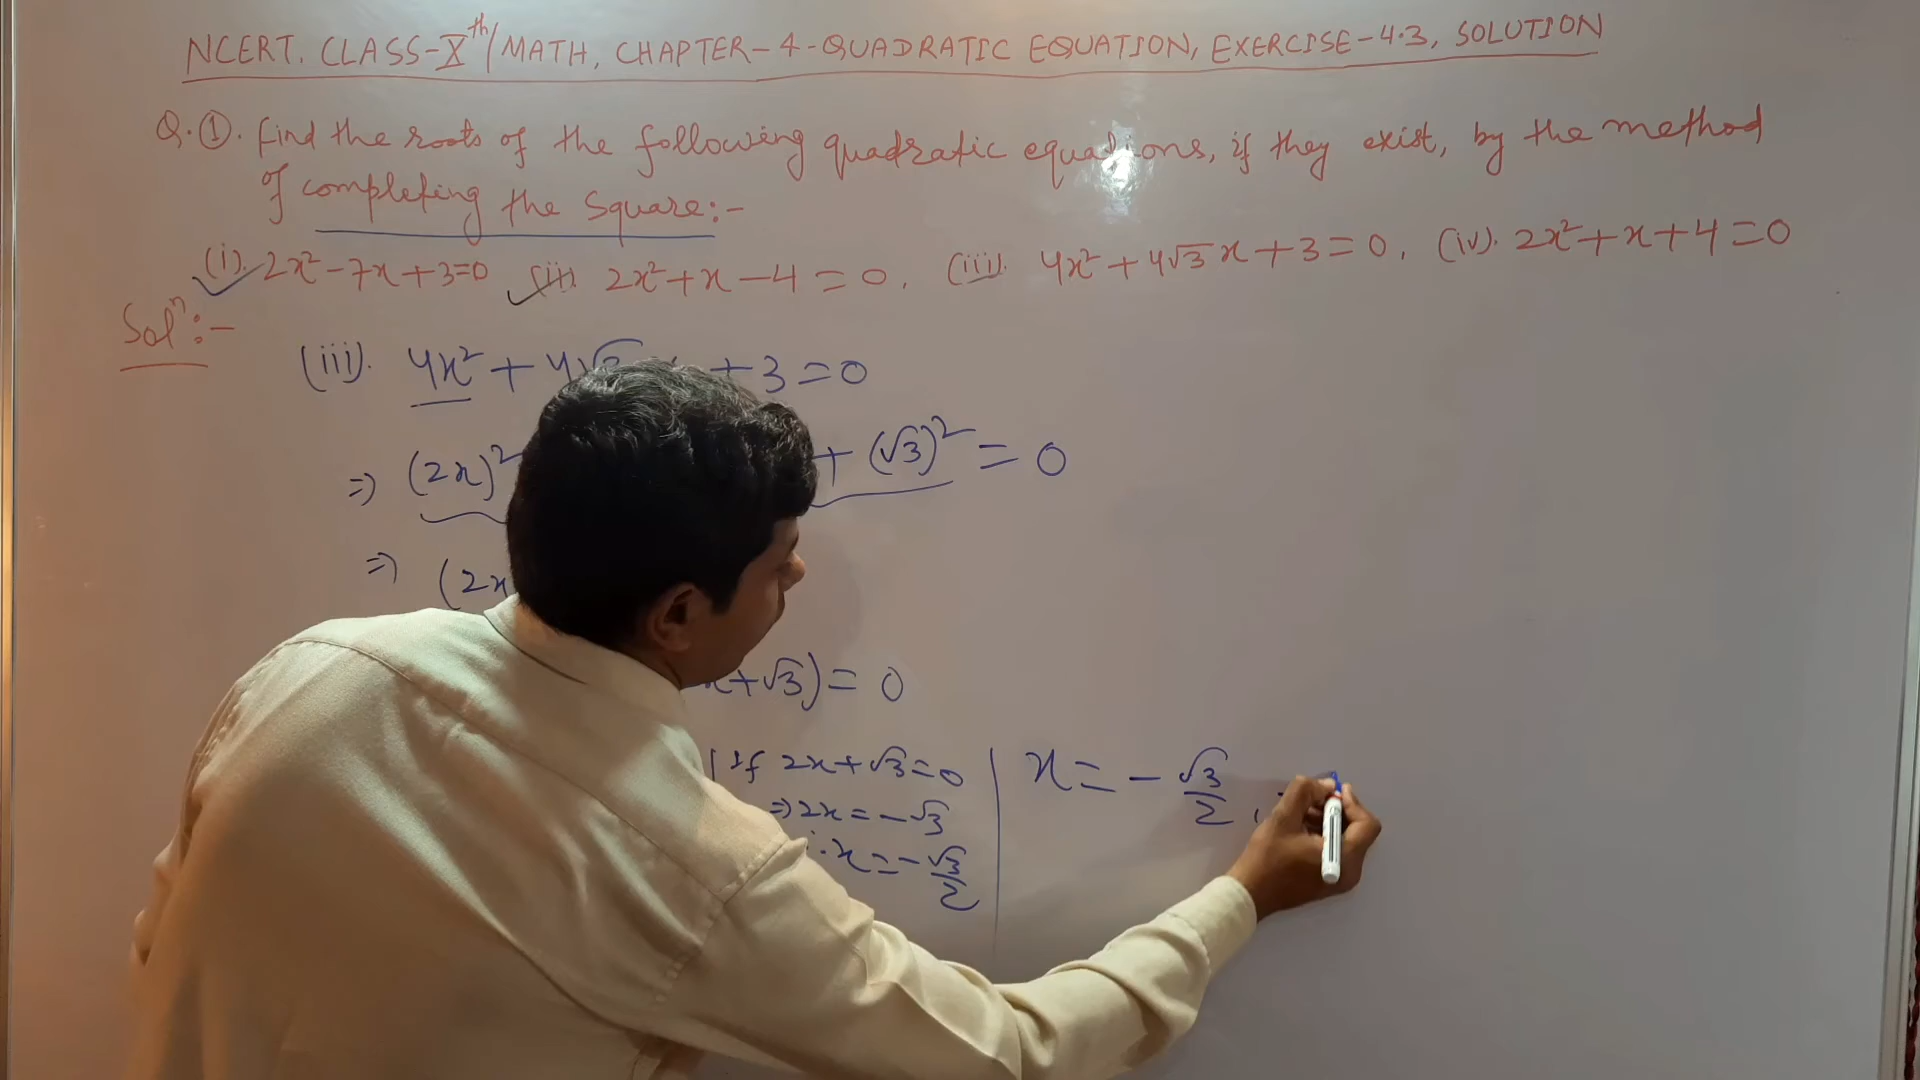 NCERT. CLASS-Xth/MATH, CHAPTER-4-QUADRATIC EQUATION, EXERCISE-4.3, SOLUTION
Q.①. Find the roots of the following quadratic equations, if they exist, by the method
of completing the square:-
(i). 2x²-7x+3=0 (ii). 2x²+x-4=0, (iii). 4x²+4√3x+3=0, (iv). 2x²+x+4=0
Solⁿ:-
(iii). 4x² + 4√ + 3 = 0
⇒ (2x)² + (√3)² = 0
⇒ (2x
x+√3) = 0
If 2x+√3=0
⇒ 2x = -√3
∴ x = -√3/2
x = -√3/2 ,